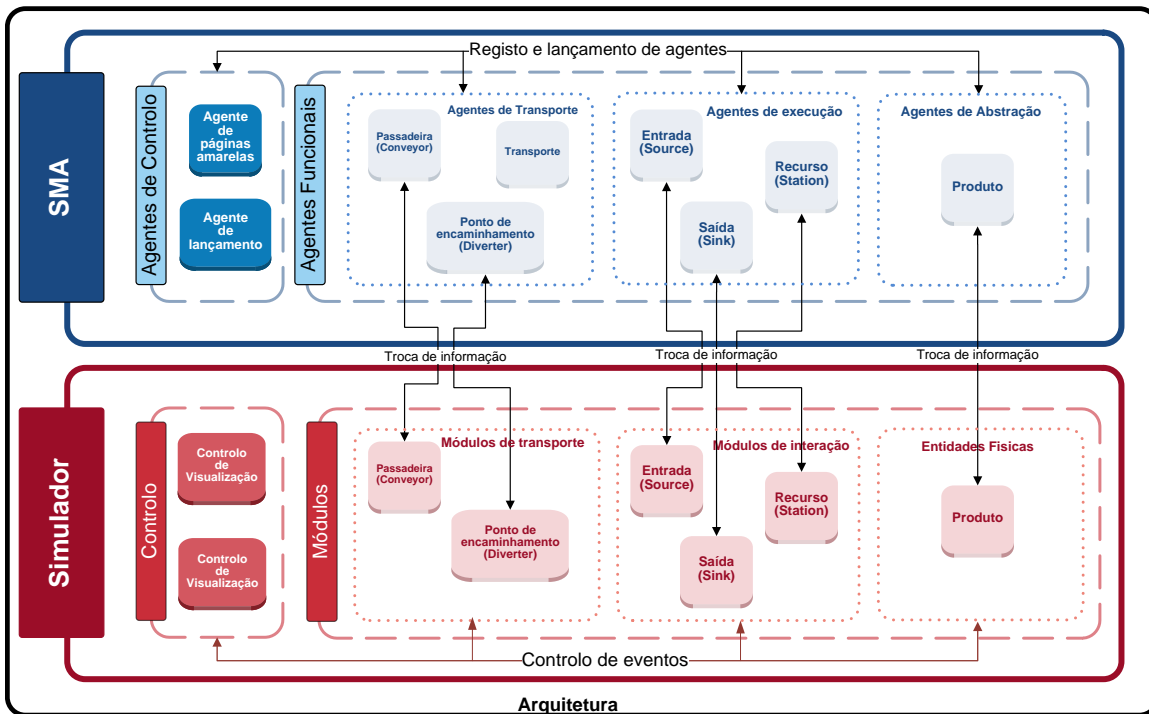 Registo e lançamento de agentes
SMA
Agentes de Controlo
Agente
de
páginas
amarelas
Agente
de
lançamento
Agentes Funcionais
Agentes de Transporte
Passadeira
(Conveyor)
Transporte
Ponto de
encaminhamento
(Diverter)
Agentes de execução
Entrada
(Source)
Recurso
(Station)
Saída
(Sink)
Agentes de Abstração
Produto
Troca de informação
Troca de informação
Troca de informação
Simulador
Controlo
Controlo
de
Visualização
Controlo
de
Visualização
Módulos
Módulos de transporte
Passadeira
(Conveyor)
Ponto de
encaminhamento
(Diverter)
Módulos de interação
Entrada
(Source)
Recurso
(Station)
Saída
(Sink)
Entidades Fisicas
Produto
Controlo de eventos
Arquitetura